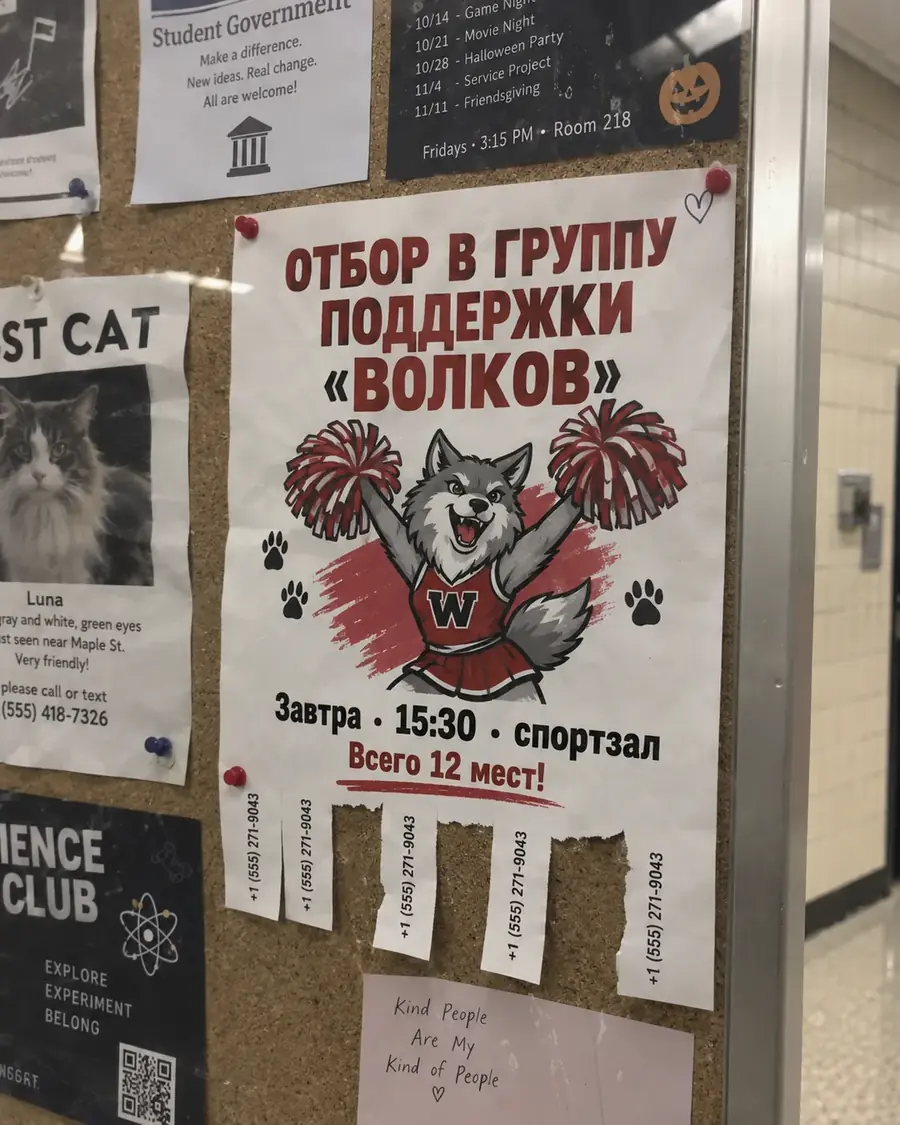 Student Government
Make a difference.
New ideas. Real change.
All are welcome!
10/14 - Game Night
10/21 - Movie Night
10/28 - Halloween Party
11/4 - Service Project
11/11 - Friendsgiving
Fridays • 3:15 PM • Room 218
ОТБОР В ГРУППУ
ПОДДЕРЖКИ
«ВОЛКОВ»
W
Завтра · 15:30 · спортзал
Всего 12 мест!
+1 (555) 271-9043
+1 (555) 271-9043
+1 (555) 271-9043
+1 (555) 271-9043
+1 (555) 271-9043
ST CAT
Luna
gray and white, green eyes
st seen near Maple St.
Very friendly!
please call or text
(555) 418-7326
IENCE
CLUB
EXPLORE
EXPERIMENT
BELONG
Kind People
Are My
Kind of People